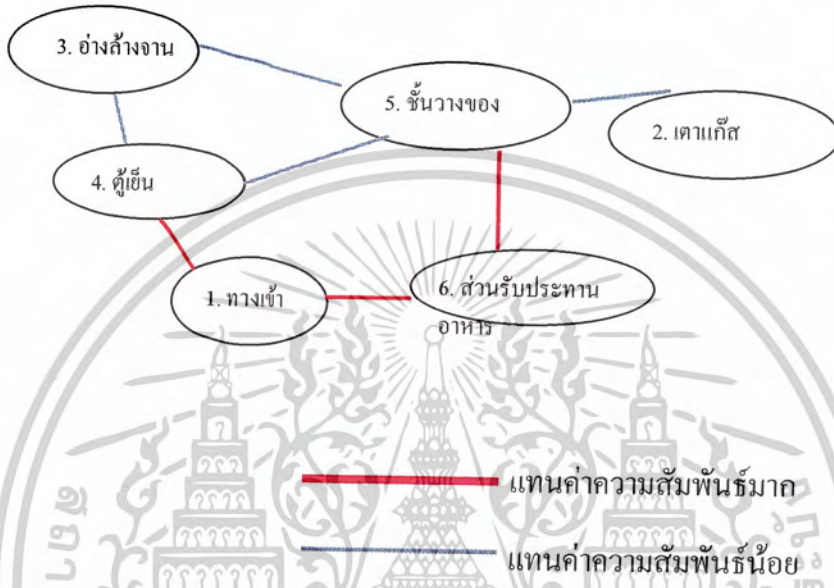 3. อ่างล้างจาน
5. ชั้นวางของ
2. เตาแก๊ส
4. ตู้เย็น
1. ทางเข้า
6. ส่วนรับประทาน
อาหาร
แทนค่าความสัมพันธ์มาก
แทนค่าความสัมพันธ์น้อย